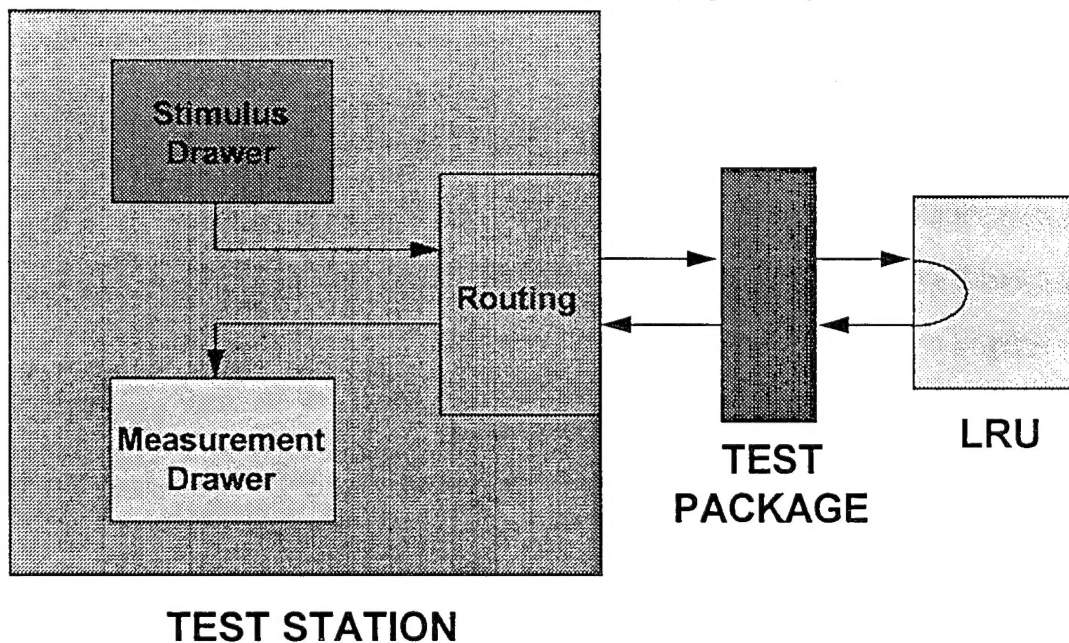 Stimulus
Drawer
Routing
Measurement
Drawer
TEST
PACKAGE
LRU
TEST STATION